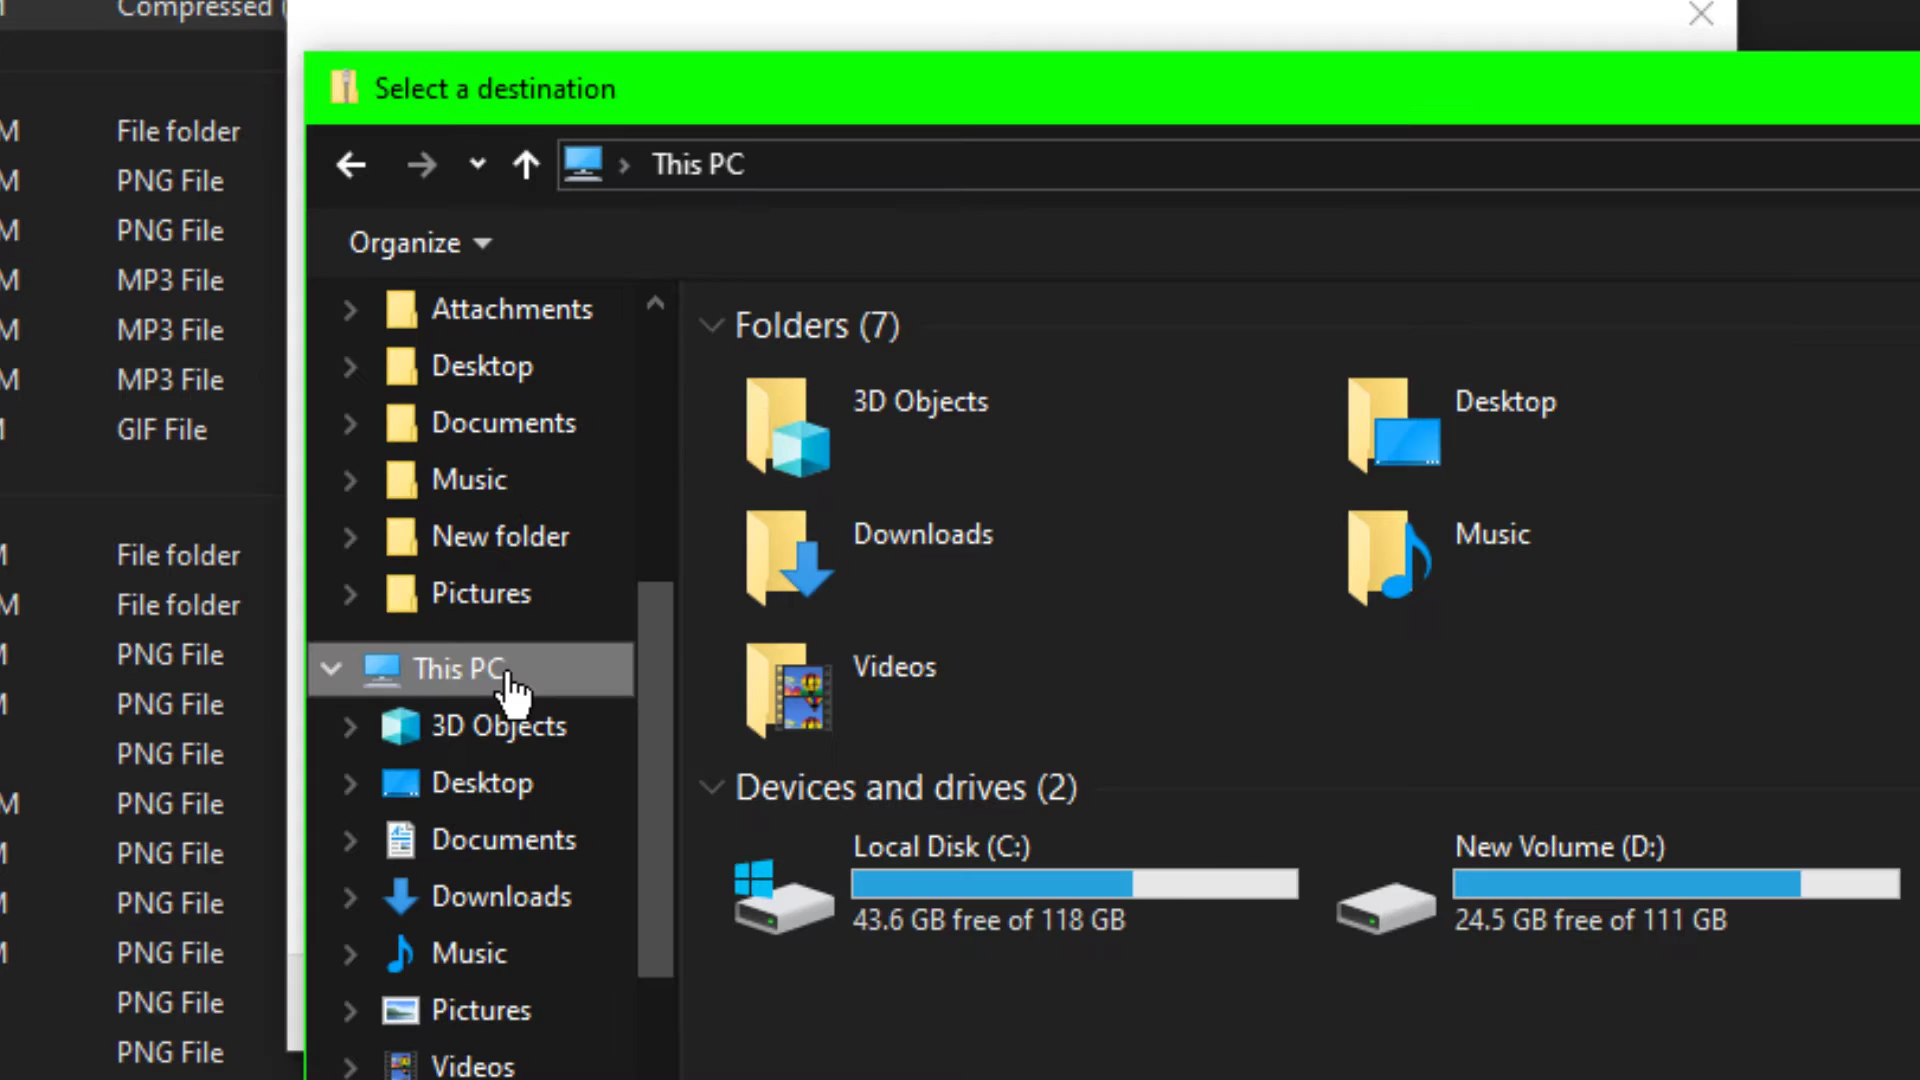 Compressed (
File folder
PNG File
PNG File
MP3 File
MP3 File
MP3 File
GIF File
File folder
File folder
PNG File
PNG File
PNG File
PNG File
PNG File
PNG File
PNG File
PNG File
PNG File
M
M
M
M
M
M
M
M
Select a destination
This PC
Organize
Attachments
Desktop
Documents
Music
New folder
Pictures
This PC
3D Objects
Desktop
Documents
Downloads
Music
Pictures
Videos
Folders (7)
3D Objects
Desktop
Downloads
Music
Videos
Devices and drives (2)
Local Disk (C:)
43.6 GB free of 118 GB
New Volume (D:)
24.5 GB free of 111 GB